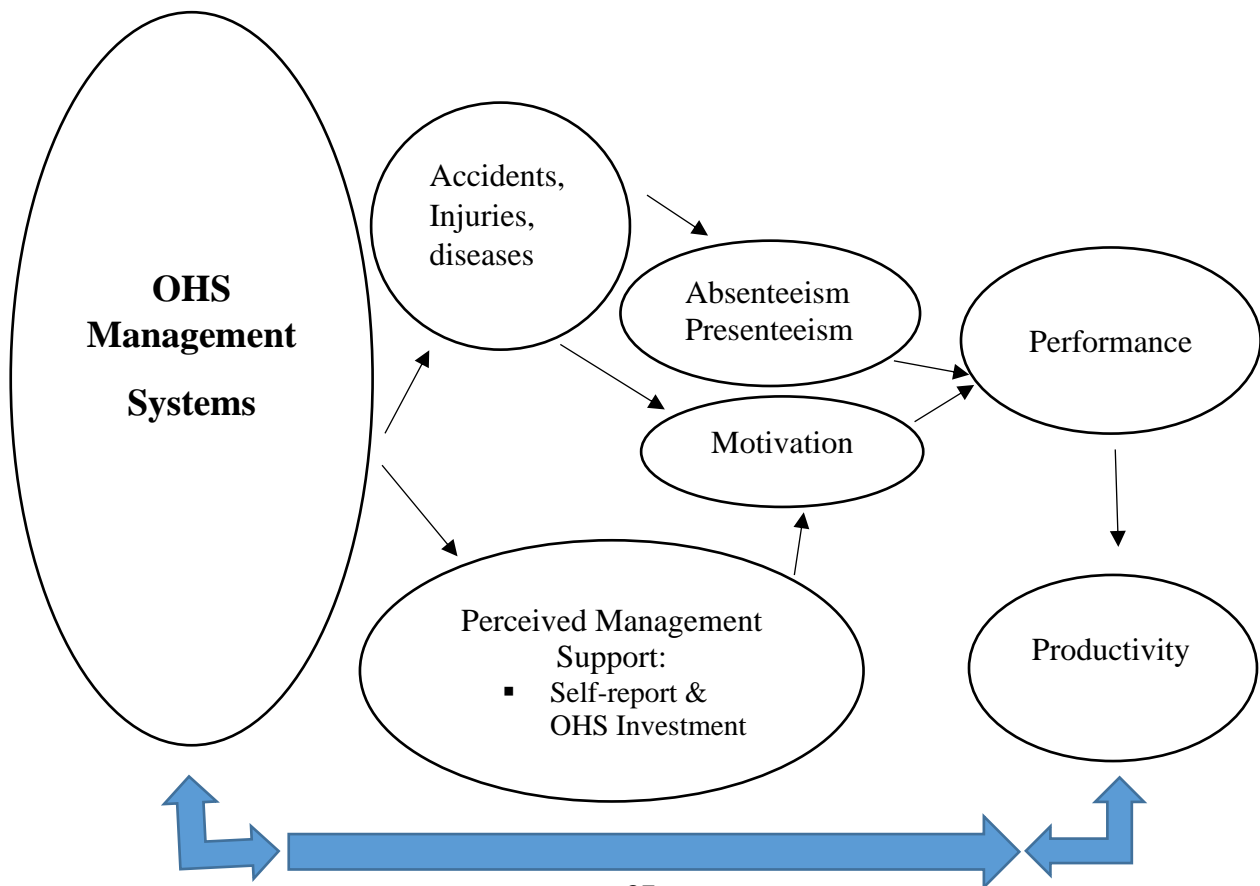 Accidents,
Injuries,
diseases
OHS
Management
Systems
Absenteeism
Presenteeism
Performance
Motivation
Perceived Management
Support:
▪ Self-report &
OHS Investment
Productivity